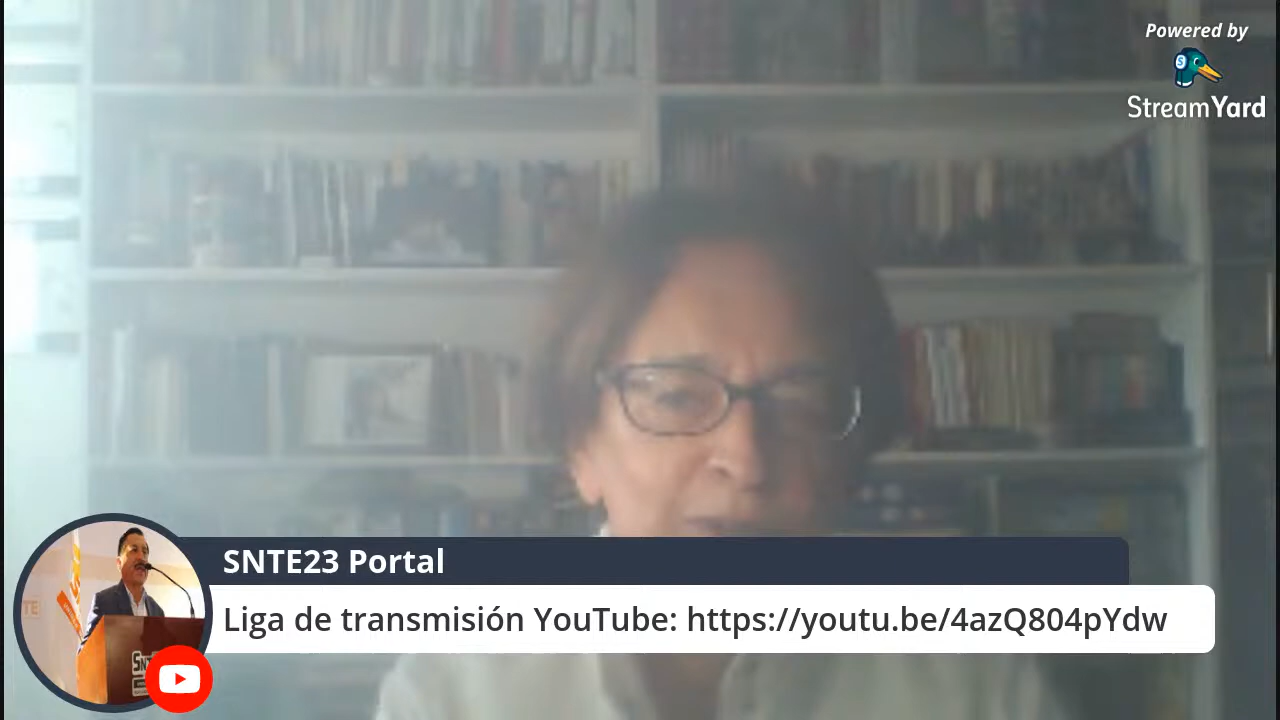 Powered by
StreamYard
SNTE23 Portal
Liga de transmisión YouTube: https://youtu.be/4azQ804pYdw